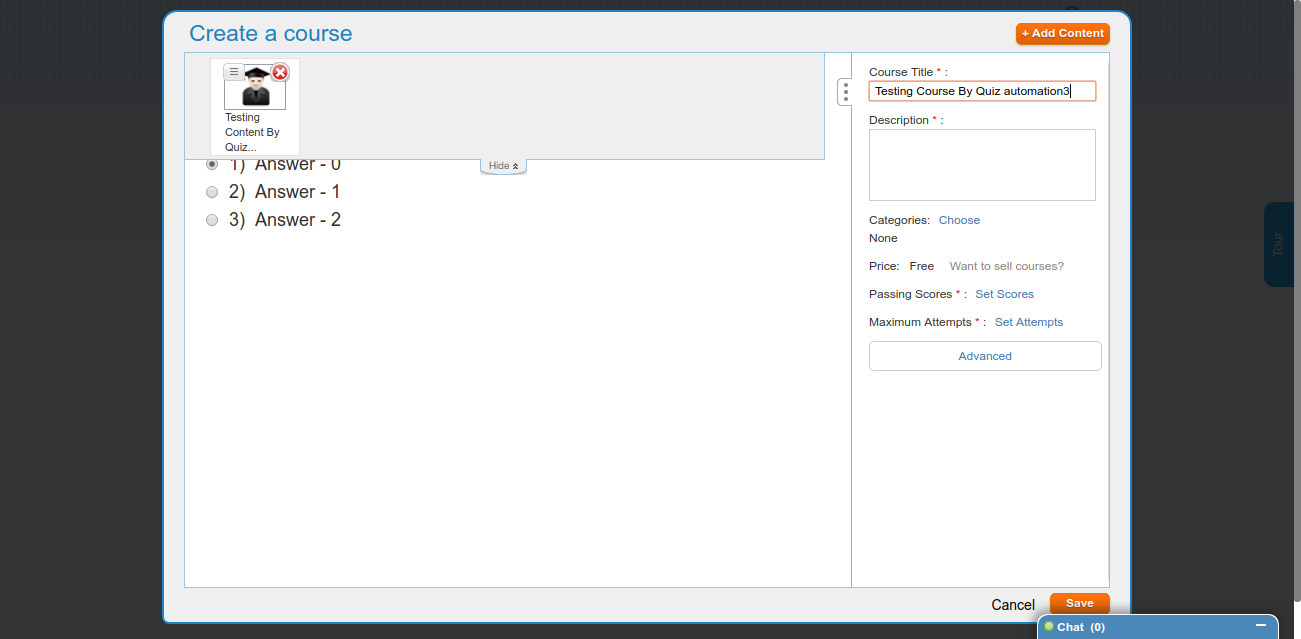 Create a course
+ Add Content
Testing
Content By
Quiz...
Hide
1) Answer - 0
2) Answer - 1
3) Answer - 2
Course Title * :
Testing Course By Quiz automation3
Description * :
Categories: Choose
None
Price: Free Want to sell courses?
Passing Scores * : Set Scores
Maximum Attempts * : Set Attempts
Advanced
Tour
Cancel
Save
Chat (0)